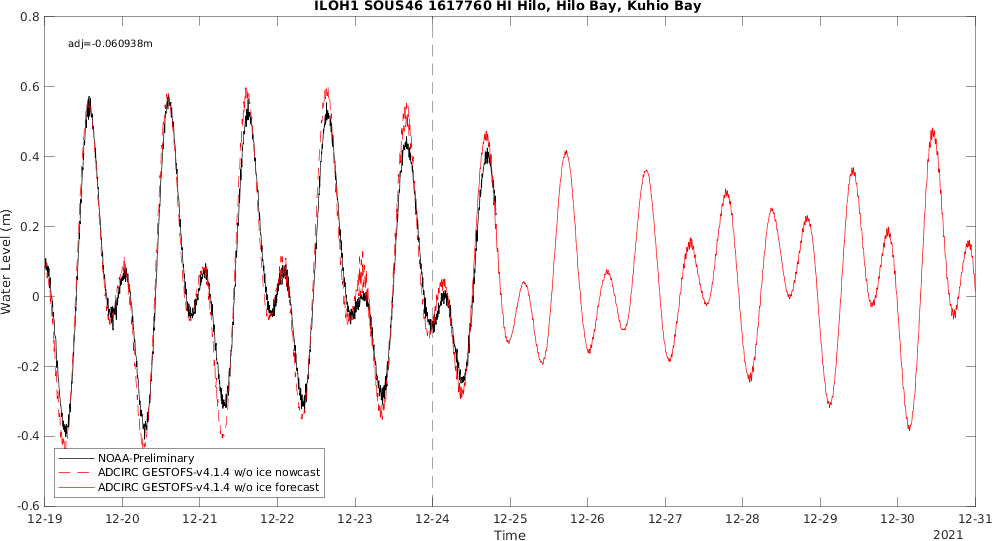 ILOH1 SOUS46 1617760 HI Hilo, Hilo Bay, Kuhio Bay
adj=-0.060938m
Water Level (m)
0.8
0.6
0.4
0.2
0
-0.2
-0.4
-0.6
NOAA-Preliminary
ADCIRC GESTOFS-v4.1.4 w/o ice nowcast
ADCIRC GESTOFS-v4.1.4 w/o ice forecast
12-19 12-20 12-21 12-22 12-23 12-24 12-25 12-26 12-27 12-28 12-29 12-30 12-31
Time
2021